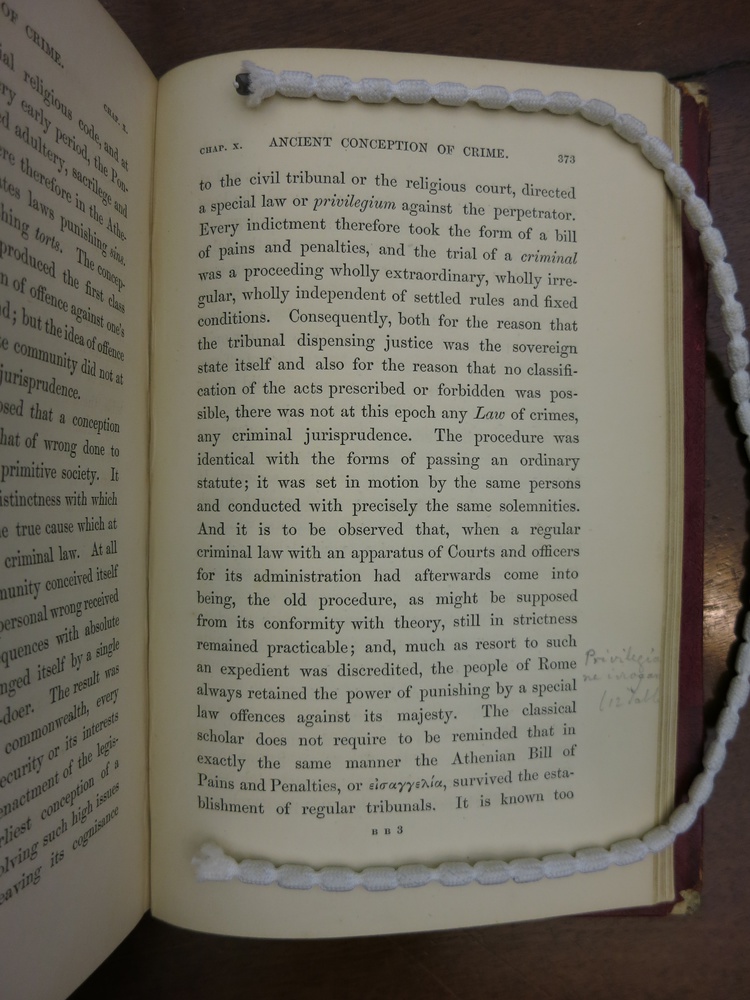 OF CRIME.
CHAP. X.
ial religious code, and at
ry early period, the Pon-
ed adultery, sacrilege and
ere therefore in the Athe-
ates laws punishing sins.
hing torts. The concep-
produced the first class
n of offence against one's
d; but the idea of offence
e community did not at
jurisprudence.
osed that a conception
hat of wrong done to
primitive society. It
istinctness with which
e true cause which at
criminal law. At all
munity conceived itself
personal wrong received
quences with absolute
nged itself by a single
-doer. The result was
commonwealth, every
ecurity or its interests
enactment of the legis-
rliest conception of a
olving such high issues
eaving its cognisance
CHAP. X. ANCIENT CONCEPTION OF CRIME. 373
to the civil tribunal or the religious court, directed
a special law or privilegium against the perpetrator.
Every indictment therefore took the form of a bill
of pains and penalties, and the trial of a criminal
was a proceeding wholly extraordinary, wholly irre-
gular, wholly independent of settled rules and fixed
conditions. Consequently, both for the reason that
the tribunal dispensing justice was the sovereign
state itself and also for the reason that no classifi-
cation of the acts prescribed or forbidden was pos-
sible, there was not at this epoch any Law of crimes,
any criminal jurisprudence. The procedure was
identical with the forms of passing an ordinary
statute; it was set in motion by the same persons
and conducted with precisely the same solemnities.
And it is to be observed that, when a regular
criminal law with an apparatus of Courts and officers
for its administration had afterwards come into
being, the old procedure, as might be supposed
from its conformity with theory, still in strictness
remained practicable; and, much as resort to such
an expedient was discredited, the people of Rome
always retained the power of punishing by a special
law offences against its majesty. The classical
scholar does not require to be reminded that in
exactly the same manner the Athenian Bill of
Pains and Penalties, or εἰσαγγελία, survived the esta-
blishment of regular tribunals. It is known too
B B 3
Privilegia
ne irrogan
(12 Tabl